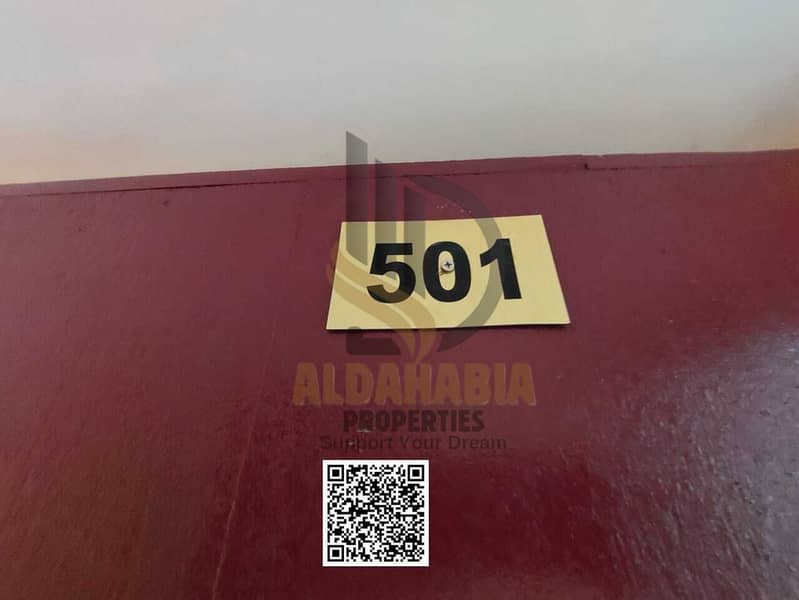 501
ALDAHABIA
PROPERTIES
Support Your Dream